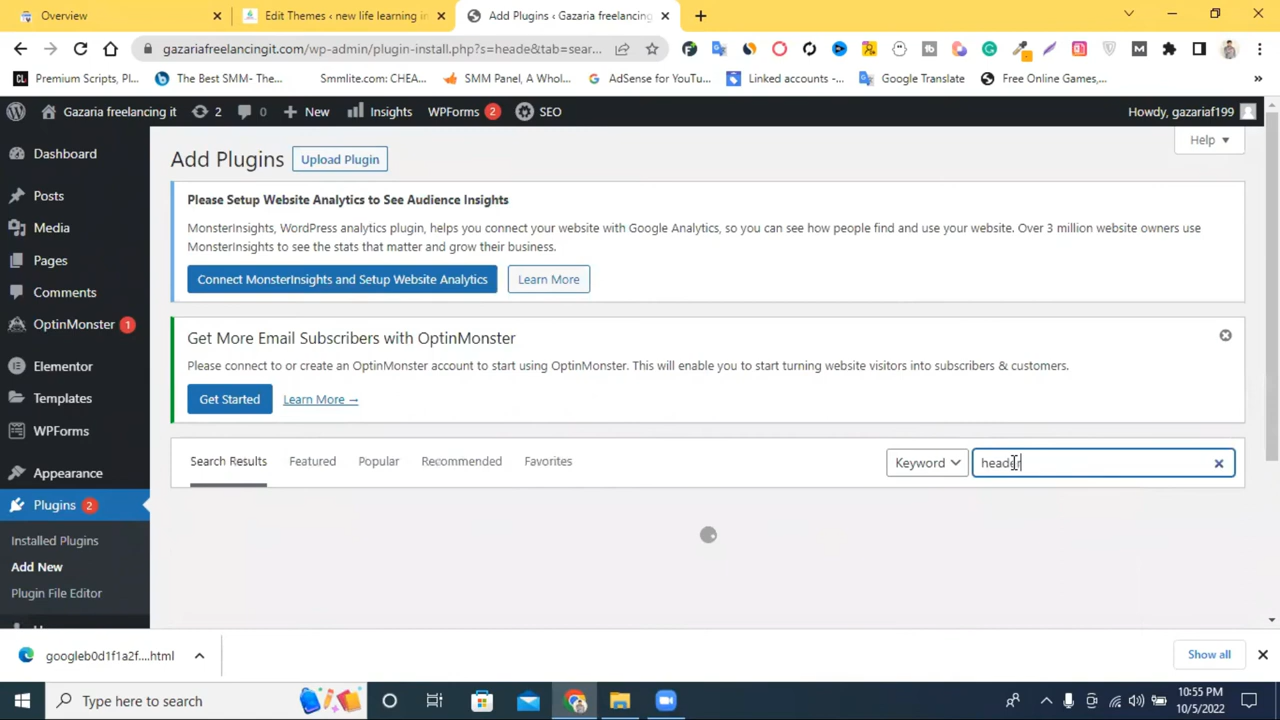 Overview
Edit Themes ‹ new life learning in
Add Plugins ‹ Gazaria freelancing
gazariafreelancingit.com/wp-admin/plugin-install.php?s=heade&tab=sear...
Premium Scripts, Pl...
The Best SMM- The...
Smmlite.com: CHEA...
SMM Panel, A Whol...
AdSense for YouTu...
Linked accounts -...
Google Translate
Free Online Games,...
»
Gazaria freelancing it
2
0
New
Insights
WPForms 2
SEO
Howdy, gazariaf199
Dashboard
Posts
Media
Pages
Comments
OptinMonster 1
Elementor
Templates
WPForms
Appearance
Plugins 2
Installed Plugins
Add New
Plugin File Editor
Add Plugins
Upload Plugin
Help
Please Setup Website Analytics to See Audience Insights
MonsterInsights, WordPress analytics plugin, helps you connect your website with Google Analytics, so you can see how people find and use your website. Over 3 million website owners use
MonsterInsights to see the stats that matter and grow their business.
Connect MonsterInsights and Setup Website Analytics
Learn More
Get More Email Subscribers with OptinMonster
Please connect to or create an OptinMonster account to start using OptinMonster. This will enable you to start turning website visitors into subscribers & customers.
Get Started
Learn More →
Search Results
Featured
Popular
Recommended
Favorites
Keyword
header
googleb0d1f1a2f....html
Show all
Type here to search
10:55 PM
10/5/2022